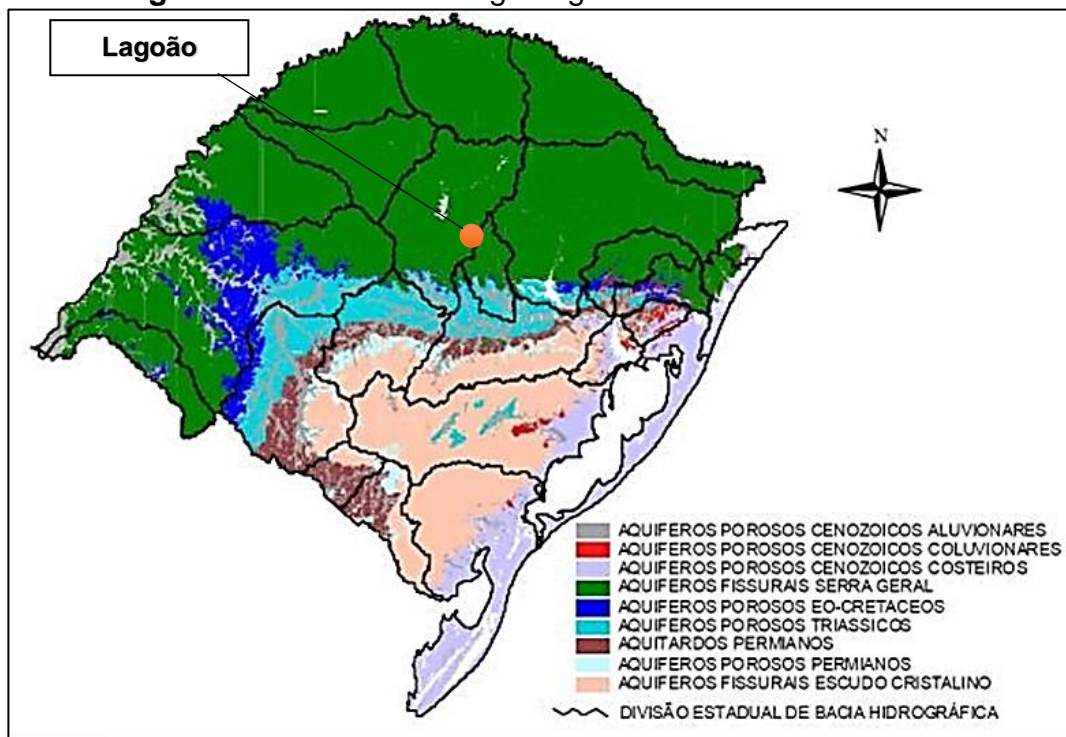 Lagoão
N
AQUIFEROS POROSOS CENOZOICOS ALUVIONARES
AQUIFEROS POROSOS CENOZOICOS COLUVIONARES
AQUIFEROS POROSOS CENOZOICOS COSTEIROS
AQUIFEROS FISSURAIS SERRA GERAL
AQUIFEROS POROSOS EO-CRETACEOS
AQUIFEROS POROSOS TRIASSICOS
AQUITARDOS PERMIANOS
AQUIFEROS POROSOS PERMIANOS
AQUIFEROS FISSURAIS ESCUDO CRISTALINO
DIVISÃO ESTADUAL DE BACIA HIDROGRÁFICA